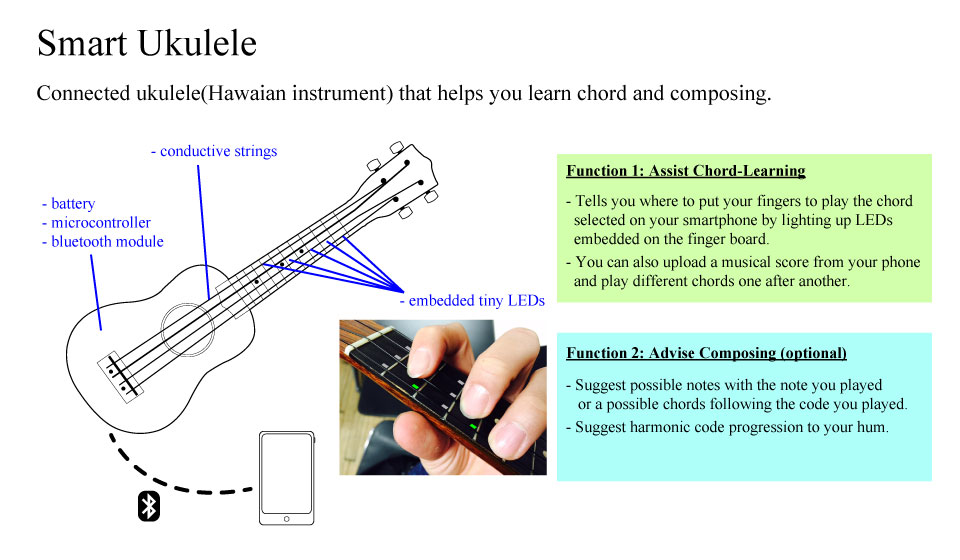 Smart Ukulele
Connected ukulele(Hawaian instrument) that helps you learn chord and composing.
- conductive strings
- battery
- microcontroller
- bluetooth module
- embedded tiny LEDs
Function 1: Assist Chord-Learning
- Tells you where to put your fingers to play the chord
selected on your smartphone by lighting up LEDs
embedded on the finger board.
- You can also upload a musical score from your phone
and play different chords one after another.
Function 2: Advise Composing (optional)
- Suggest possible notes with the note you played
or a possible chords following the code you played.
- Suggest harmonic code progression to your hum.